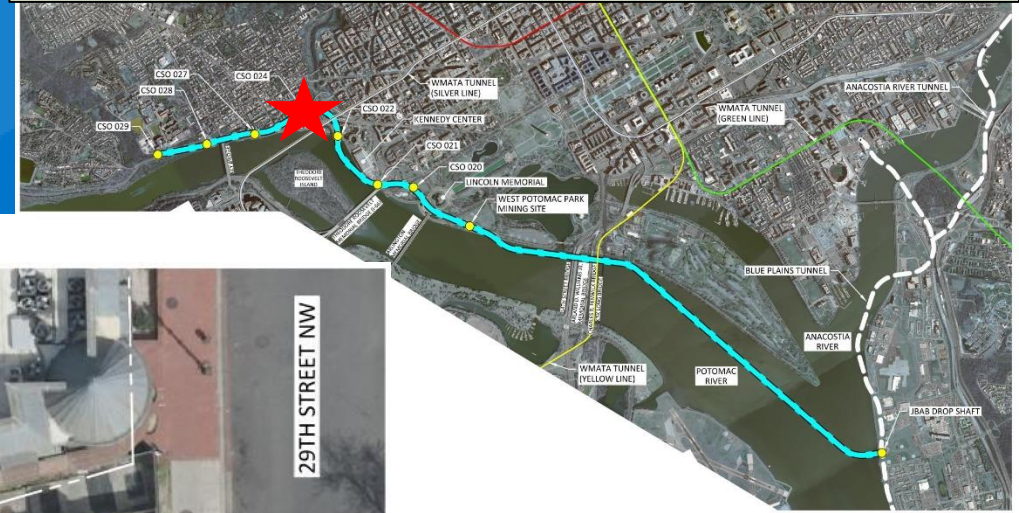 CSO 027
CSO 024
CSO 028
CSO 029
WMATA TUNNEL
(SILVER LINE)
CSO 022
KENNEDY CENTER
CSO 021
CSO 020
LINCOLN MEMORIAL
WEST POTOMAC PARK
MINING SITE
THEODORE
ROOSEVELT
ISLAND
ANACOSTIA RIVER TUNNEL
WMATA TUNNEL
(GREEN LINE)
BLUE PLAINS TUNNEL
ANACOSTIA
RIVER
WMATA TUNNEL
(YELLOW LINE)
POTOMAC
RIVER
JBAB DROP SHAFT
29TH STREET NW